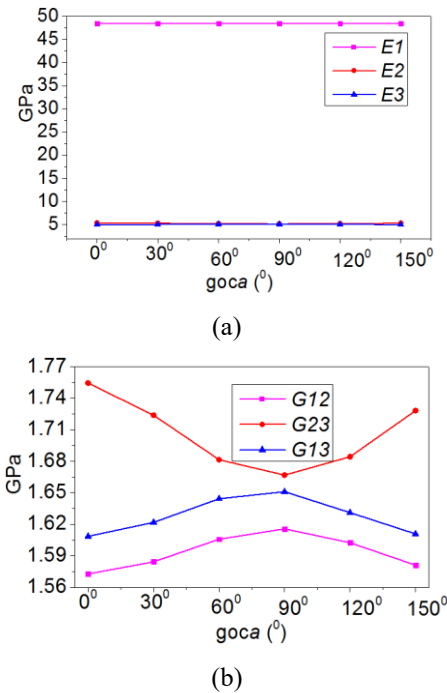 50
45
40
35
30
25
20
15
10
5
GPa
E1
E2
E3
0⁰ 30⁰ 60⁰ 90⁰ 120⁰ 150⁰
goca (⁰)
(a)
1.77
1.74
1.71
1.68
1.65
1.62
1.59
1.56
GPa
G12
G23
G13
0⁰ 30⁰ 60⁰ 90⁰ 120⁰ 150⁰
goca (⁰)
(b)